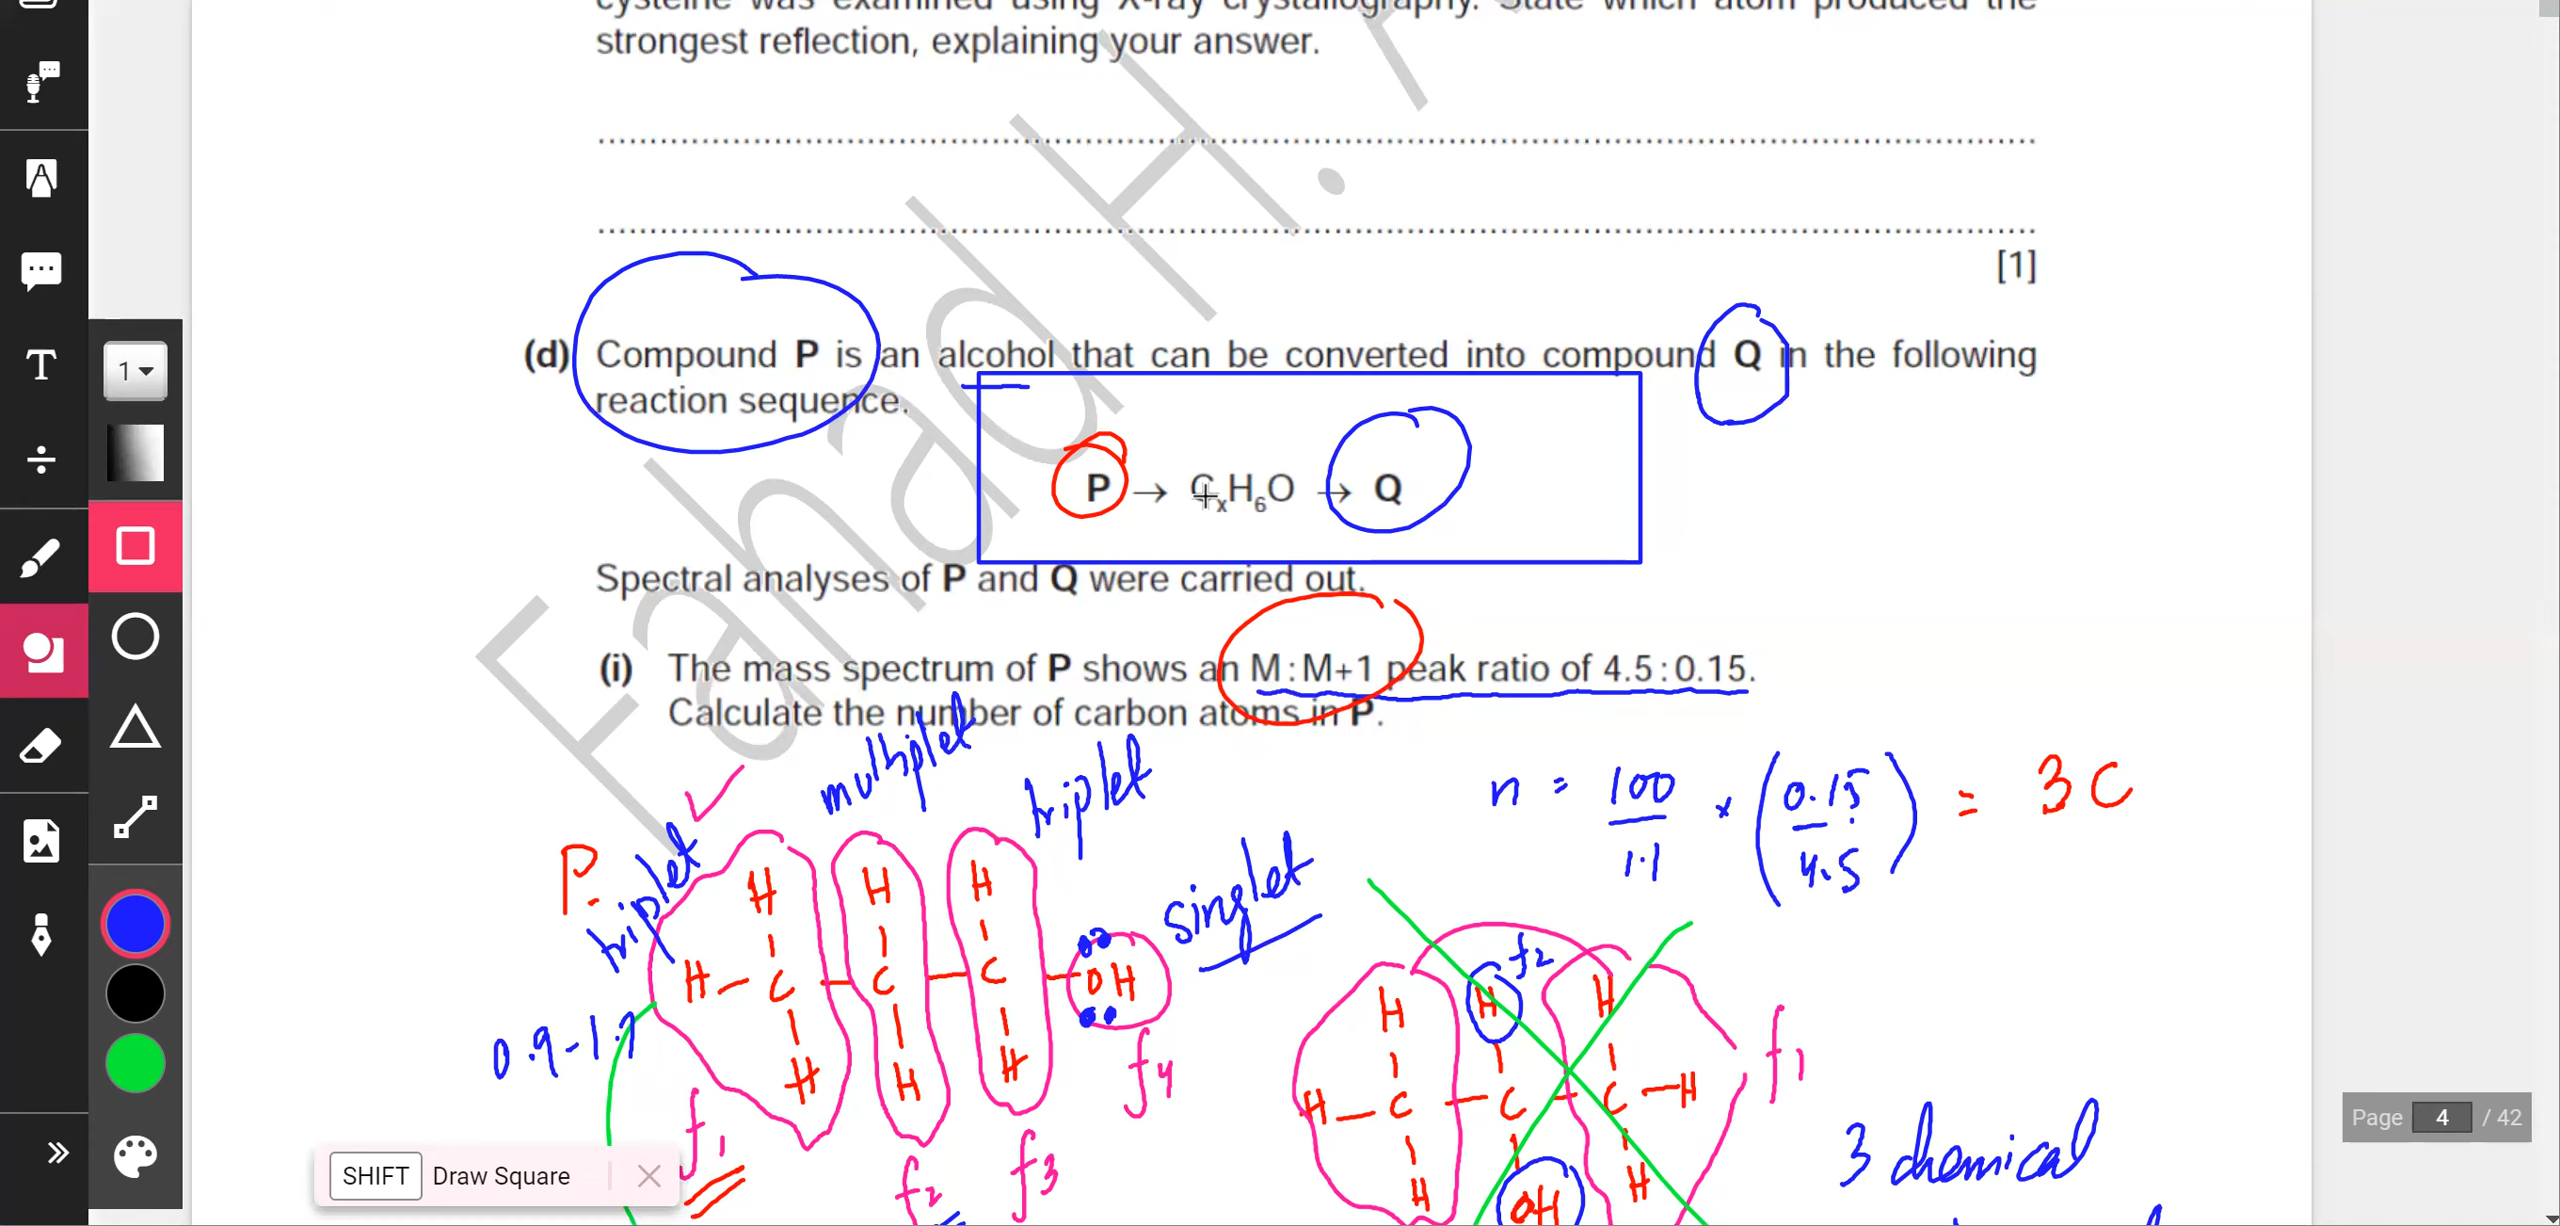 cysteine was examined using X-ray crystallography. State which atom produced the
strongest reflection, explaining your answer.
[1]
(d) Compound P is an alcohol that can be converted into compound Q in the following
reaction sequence.
P → CxH6O → Q
Spectral analyses of P and Q were carried out.
(i) The mass spectrum of P shows an M : M+1 peak ratio of 4.5 : 0.15.
Calculate the number of carbon atoms in P.
multiplet
triplet
n = 100/1.1 × (0.15/4.5) = 3 C
P.
triplet
singlet
H H H
H - C - C - C - OH
H H H
0.9-1.7
f1
f2
f3
f4
H H H
f2
H - C - C - C - H
f1
H OH H
3 chemical
Fahad H.
SHIFT Draw Square
1
T
Page 4 / 42